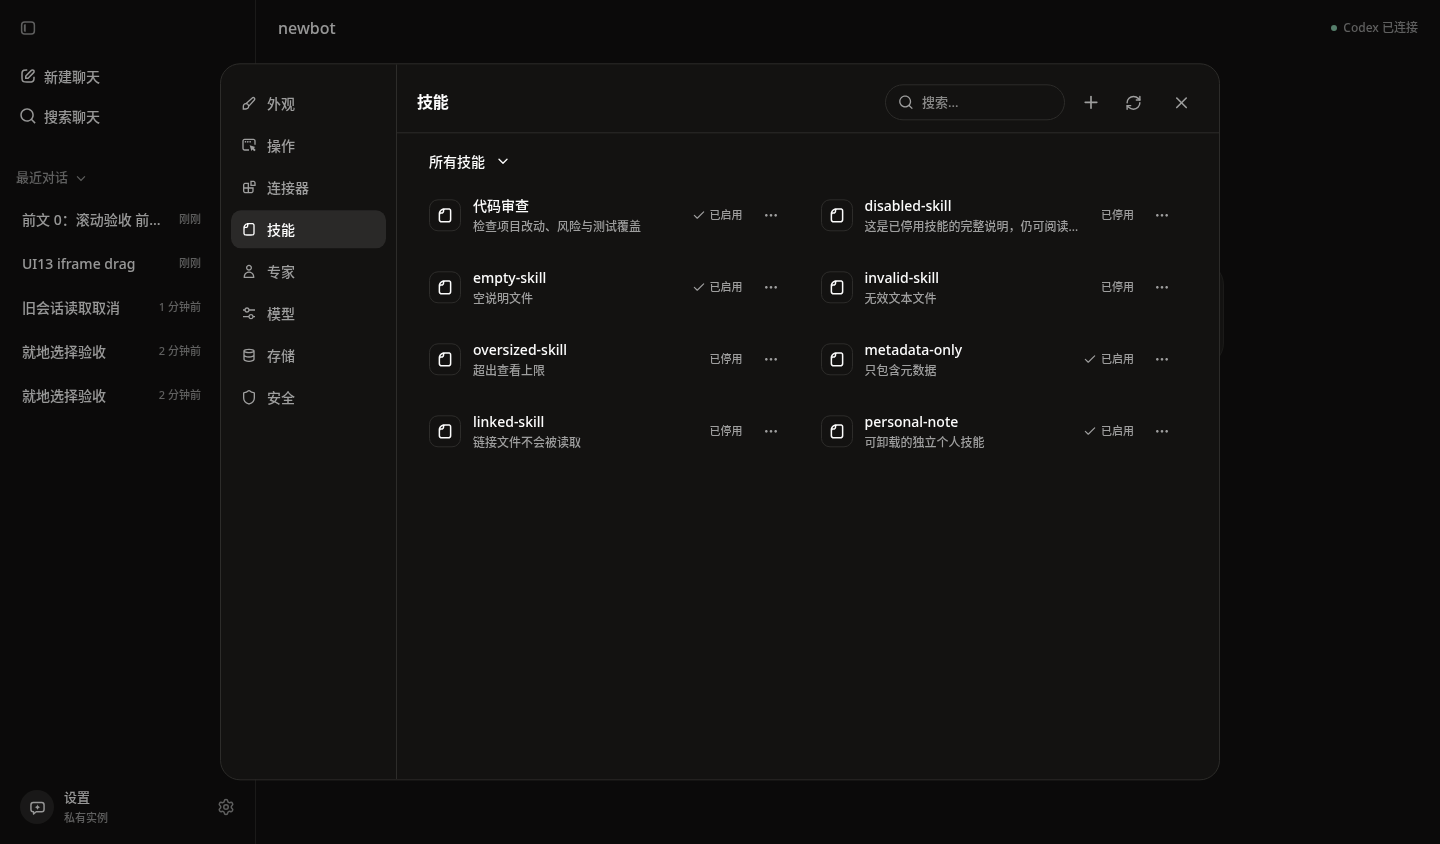 newbot
Codex 已连接
新建聊天
搜索聊天
最近对话
前文 0：滚动验收 前... 刚刚
UI13 iframe drag 刚刚
旧会话读取取消 1 分钟前
就地选择验收 2 分钟前
就地选择验收 2 分钟前
设置
私有实例
外观
操作
连接器
技能
专家
模型
存储
安全
技能
搜索...
所有技能
代码审查
检查项目改动、风险与测试覆盖
已启用
disabled-skill
这是已停用技能的完整说明，仍可阅读...
已停用
empty-skill
空说明文件
已启用
invalid-skill
无效文本文件
已停用
oversized-skill
超出查看上限
已停用
metadata-only
只包含元数据
已启用
linked-skill
链接文件不会被读取
已停用
personal-note
可卸载的独立个人技能
已启用